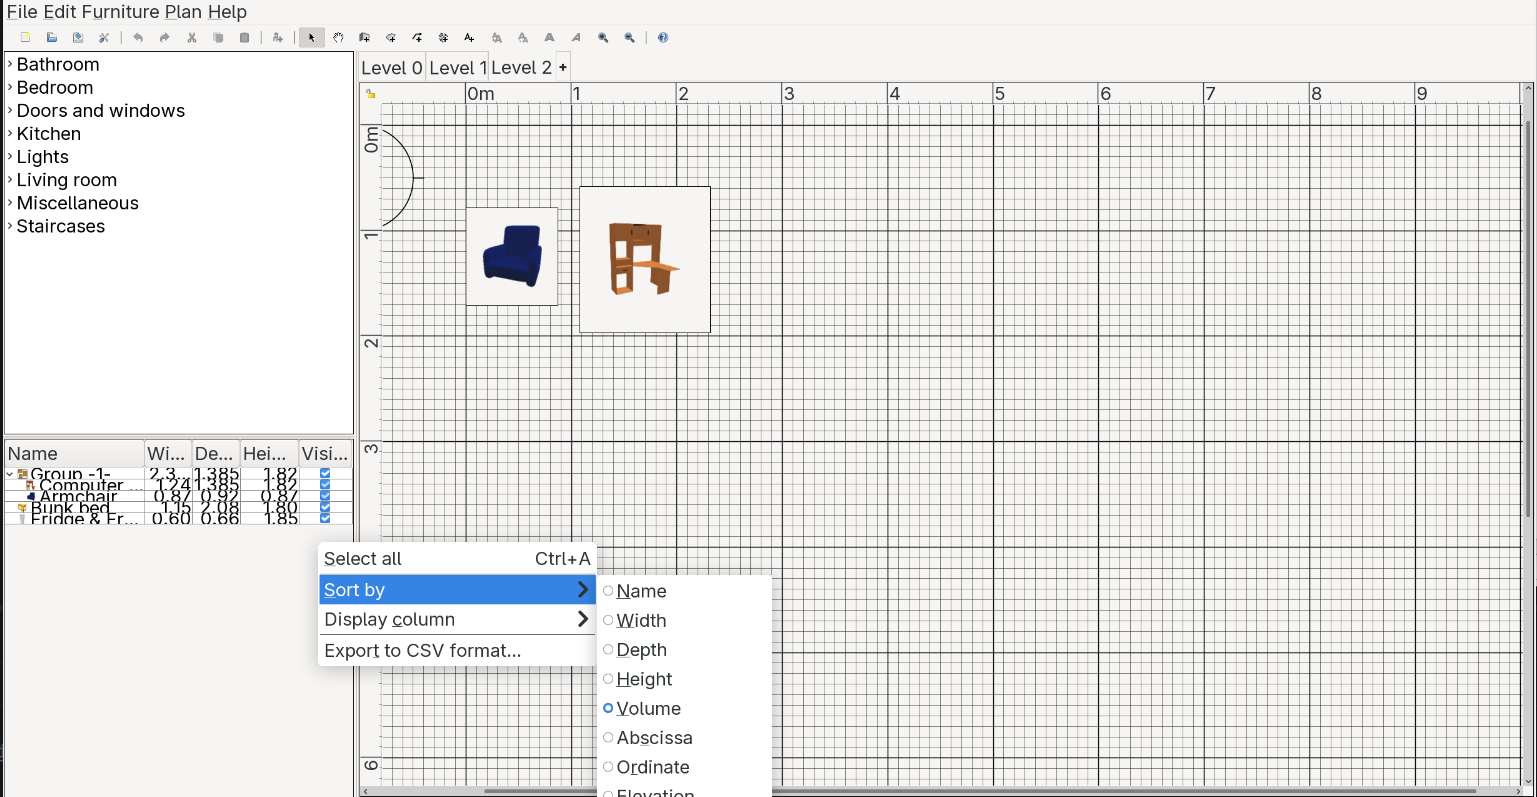 File Edit Furniture Plan Help
Level 0 Level 1 Level 2 +
Bathroom
Bedroom
Doors and windows
Kitchen
Lights
Living room
Miscellaneous
Staircases
0m 1 2 3 4 5 6 7 8 9
0m
1
2
3
6
Name Wi... De... Hei... Visi...
Group -1- 2,3... 1,385 1,82
Computer ... 1,24 1,385 1,82
Armchair 0,87 0,92 0,87
Bunk bed 1,15 2,08 1,80
Fridge & Fr... 0,60 0,66 1,85
Select all Ctrl+A
Sort by
Display column
Export to CSV format...
Name
Width
Depth
Height
Volume
Abscissa
Ordinate
Elevation